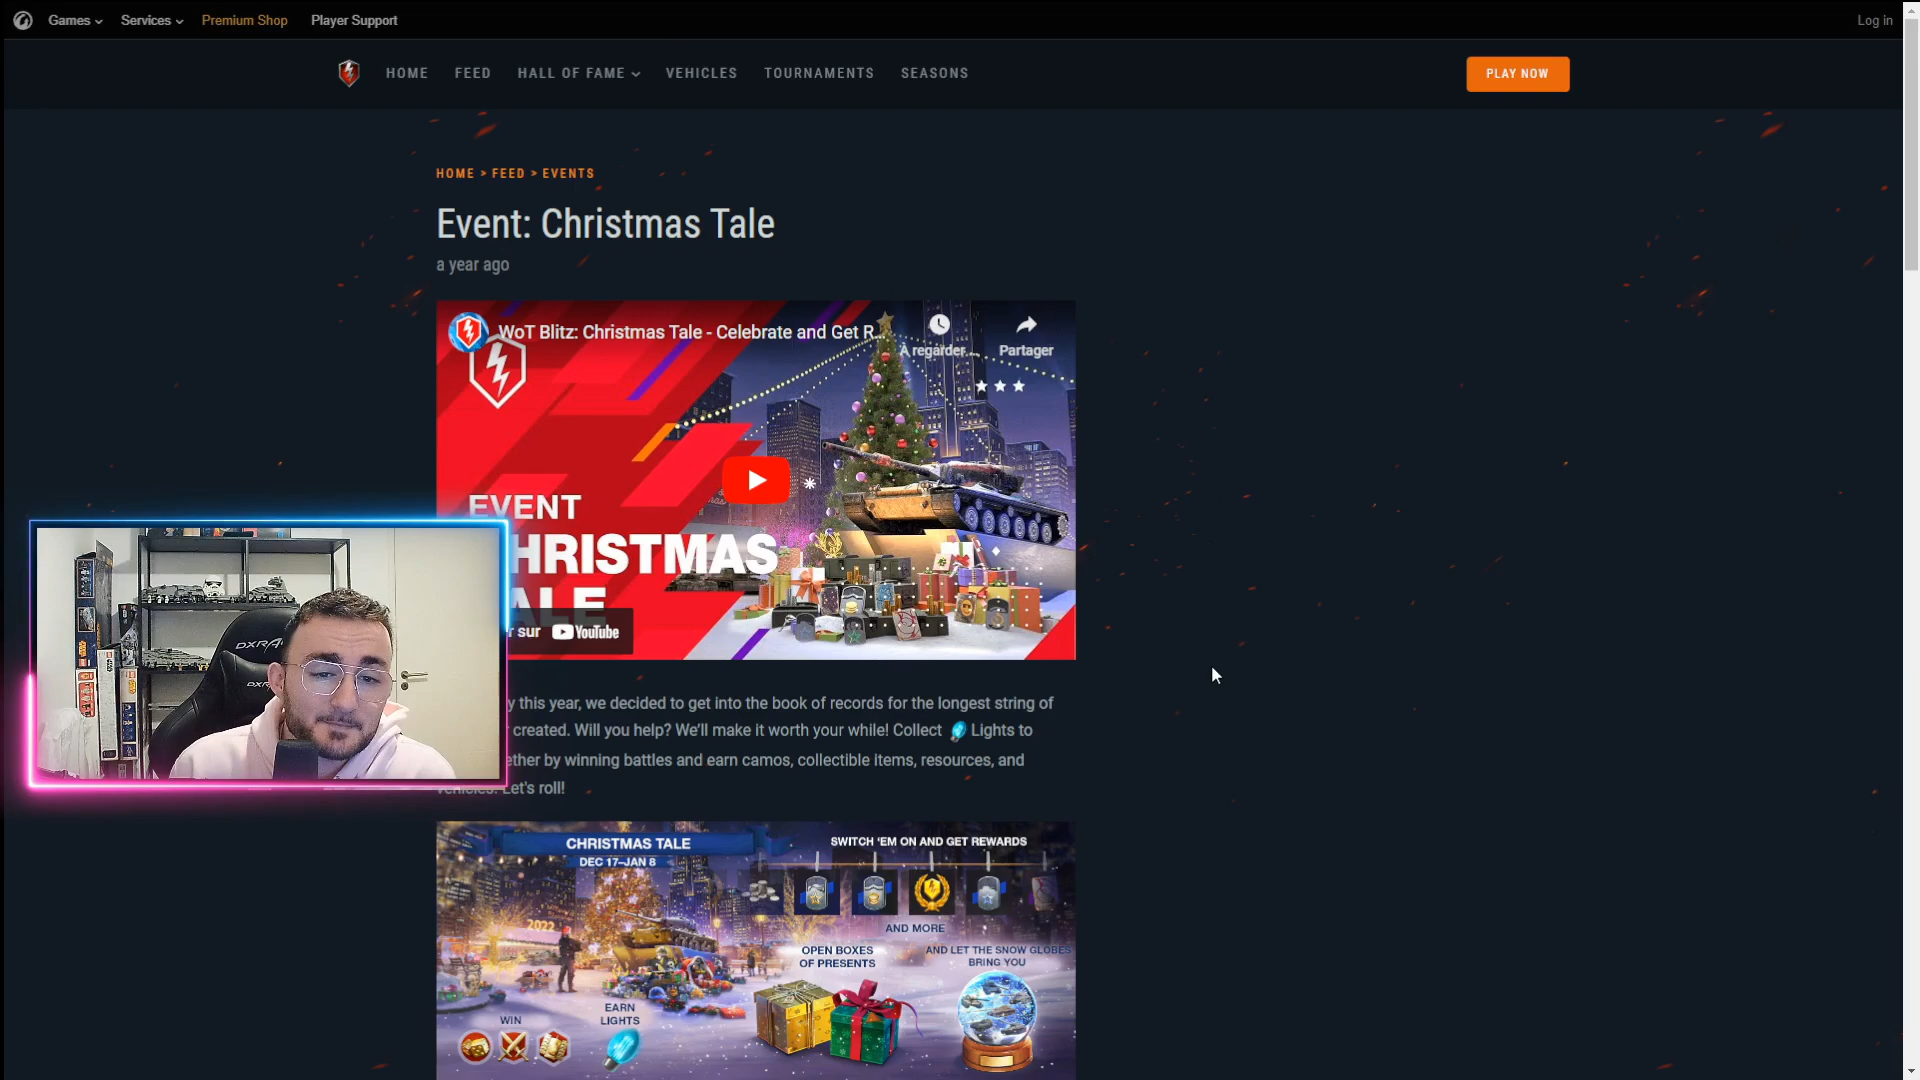 Games
Services
Premium Shop
Player Support
Log in
HOME
FEED
HALL OF FAME
VEHICLES
TOURNAMENTS
SEASONS
PLAY NOW
HOME > FEED > EVENTS
Event: Christmas Tale
a year ago
WoT Blitz: Christmas Tale - Celebrate and Get R...
À regarder ...
Partager
EVENT
HRISTMAS
TALE
r sur YouTube
y this year, we decided to get into the book of records for the longest string of
created. Will you help? We'll make it worth your while! Collect Lights to
ether by winning battles and earn camos, collectible items, resources, and
vehicles. Let's roll!
CHRISTMAS TALE
DEC 17–JAN 8
SWITCH 'EM ON AND GET REWARDS
AND MORE
2022
OPEN BOXES
OF PRESENTS
AND LET THE SNOW GLOBES
BRING YOU
WIN
EARN
LIGHTS
DXRA
DXR